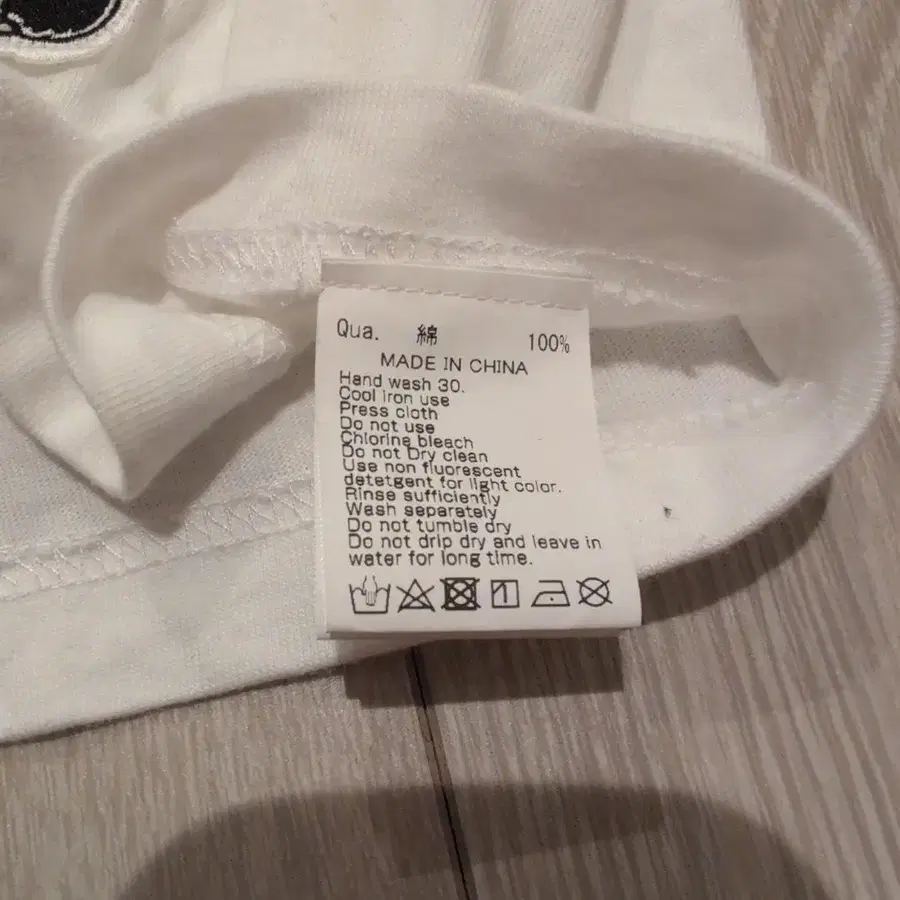 Qua. 綿 100%
MADE IN CHINA
Hand wash 30.
Cool iron use
Press cloth
Do not use
Chlorine bleach
Do not Dry clean
Use non fluorescent
detetgent for light color.
Rinse sufficiently
Wash separately
Do not tumble dry
Do not drip dry and leave in
water for long time.